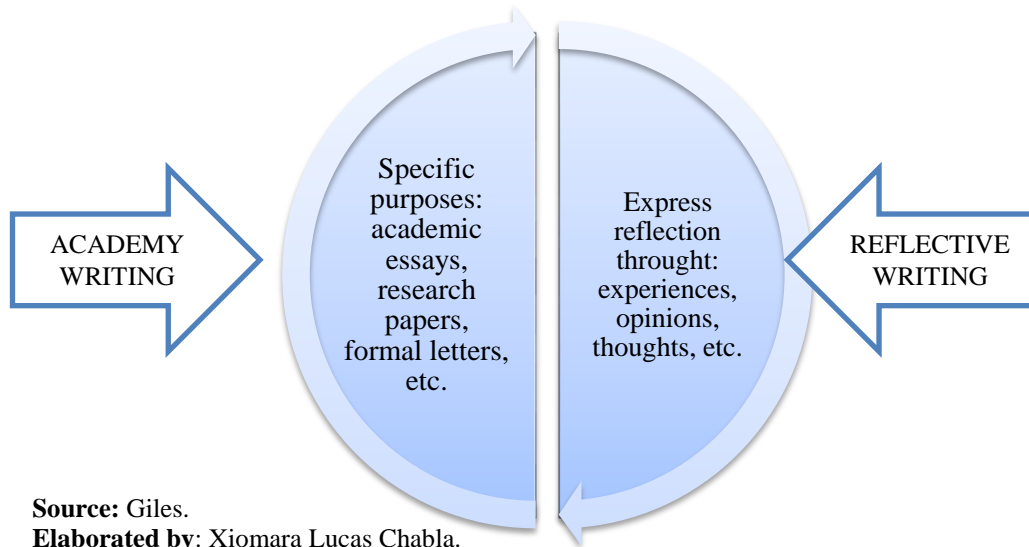 ACADEMY
WRITING
Specific
purposes:
academic
essays,
research
papers,
formal letters,
etc.
Express
reflection
throught:
experiences,
opinions,
thoughts, etc.
REFLECTIVE
WRITING
Source: Giles.
Elaborated by: Xiomara Lucas Chabla.